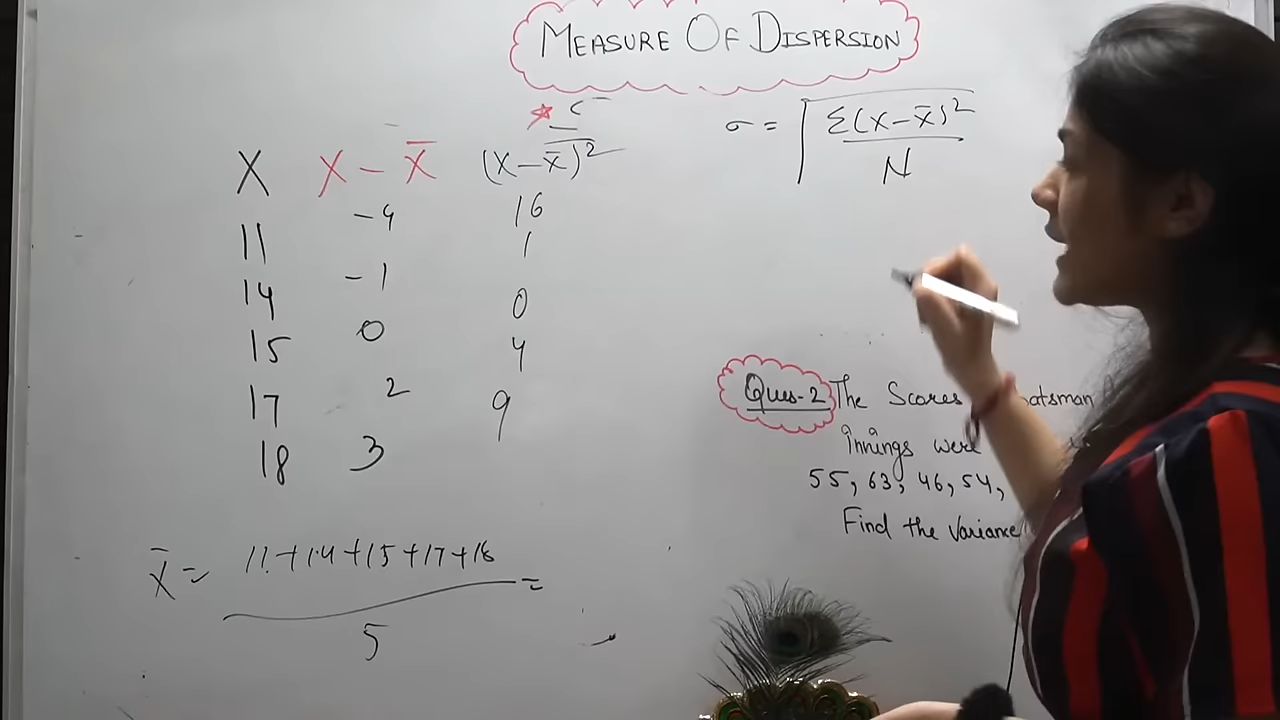 MEASURE OF DISPERSION
σ = √Σ(X-X̄)²/N
X X-X̄ (X-X̄)²
11 -4 16
14 -1 1
15 0 0
17 2 4
18 3 9
X̄ = 11+14+15+17+18/5 =
Ques-2 The Scores atsman
innings were
55, 63, 46, 54,
Find the Variance